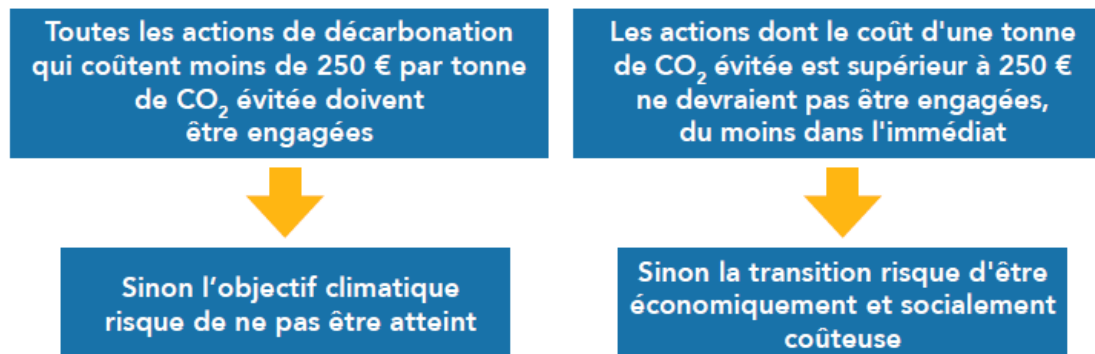 Toutes les actions de décarbonation
qui coûtent moins de 250 € par tonne
de CO₂ évitée doivent
être engagées
Les actions dont le coût d'une tonne
de CO₂ évitée est supérieur à 250 €
ne devraient pas être engagées,
du moins dans l'immédiat
Sinon l’objectif climatique
risque de ne pas être atteint
Sinon la transition risque d'être
économiquement et socialement
coûteuse